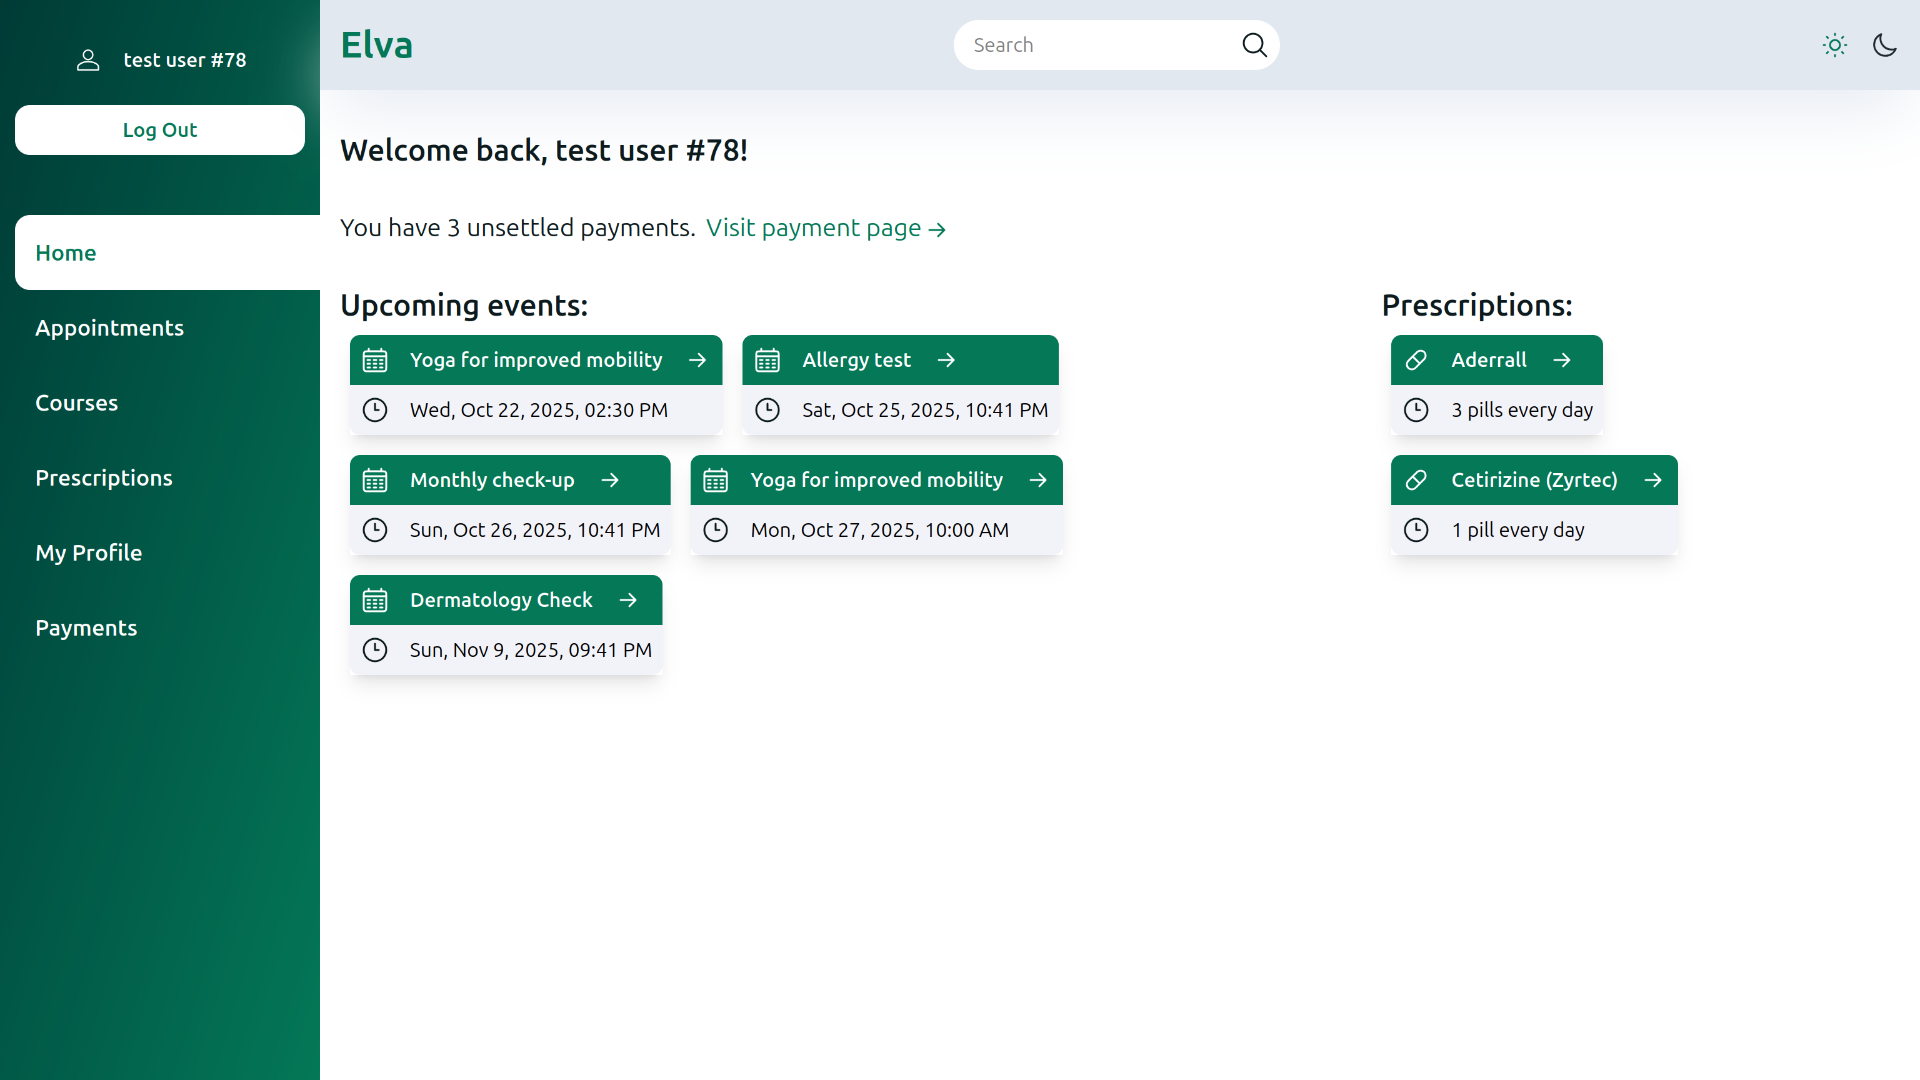 test user #78
Log Out
Home
Appointments
Courses
Prescriptions
My Profile
Payments
Elva
Search
Welcome back, test user #78!
You have 3 unsettled payments. Visit payment page
Upcoming events:
Yoga for improved mobility
Wed, Oct 22, 2025, 02:30 PM
Allergy test
Sat, Oct 25, 2025, 10:41 PM
Monthly check-up
Sun, Oct 26, 2025, 10:41 PM
Yoga for improved mobility
Mon, Oct 27, 2025, 10:00 AM
Dermatology Check
Sun, Nov 9, 2025, 09:41 PM
Prescriptions:
Aderrall
3 pills every day
Cetirizine (Zyrtec)
1 pill every day